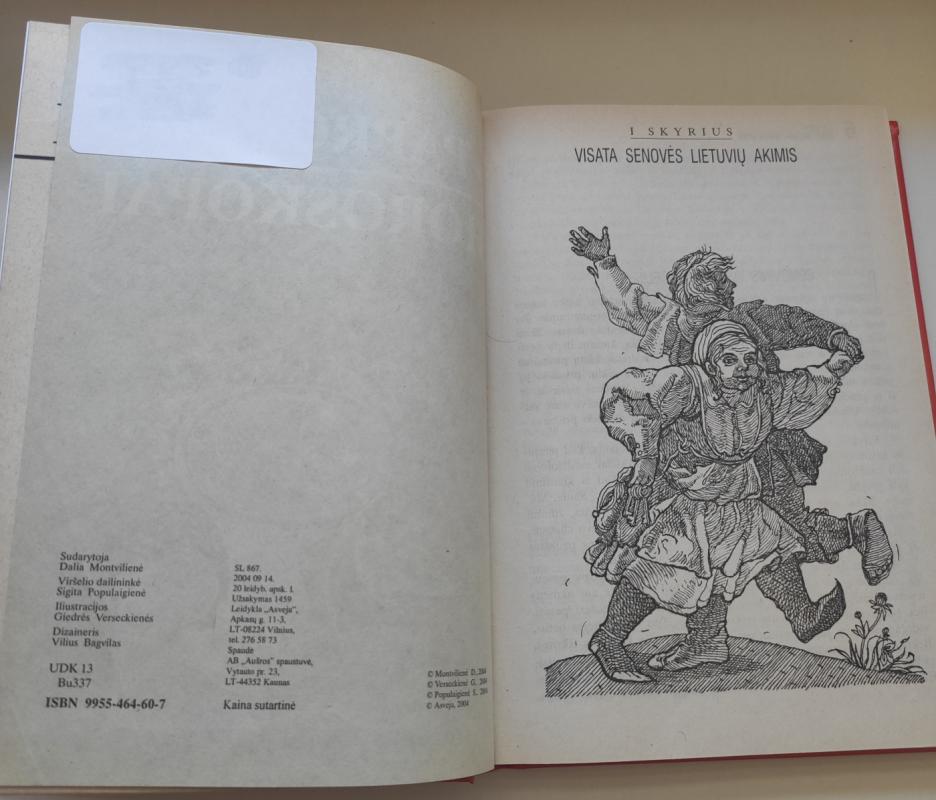 Sudarytoja
Dalia Montvilienė
Viršelio dailininkė
Sigita Populaigienė
Iliustracijos
Giedrės Verseckienės
Dizaineris
Vilius Bagvilas
UDK 13
Bu337
ISBN 9955-464-60-7
SL 867.
2004 09 14.
20 leidyb. apsk. l.
Užsakymas 1459
Leidykla „Asveja",
Apkasų g. 11-3,
LT-08224 Vilnius,
tel. 276 58 73
Spaudė
AB „Aušros" spaustuvė,
Vytauto pr. 23,
LT-44352 Kaunas
Kaina sutartinė
© Montvilienė D., 2004
© Verseckienė G., 2004
© Populaigienė S., 2004
© Asveja, 2004
I SKYRIUS
VISATA SENOVĖS LIETUVIŲ AKIMIS